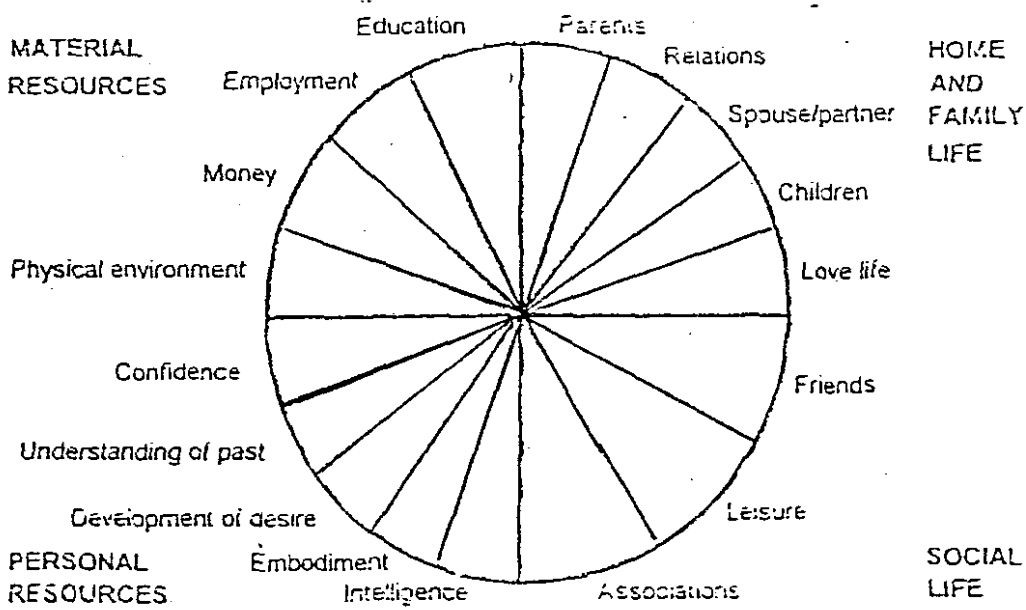 Education
Parents
MATERIAL
RESOURCES
Employment
Relations
HOME
AND
FAMILY
LIFE
Spouse/partner
Money
Children
Physical environment
Love life
Confidence
Friends
Understanding of past
Leisure
Development of desire
PERSONAL
RESOURCES
Embodiment
Intelligence
Associations
SOCIAL
LIFE